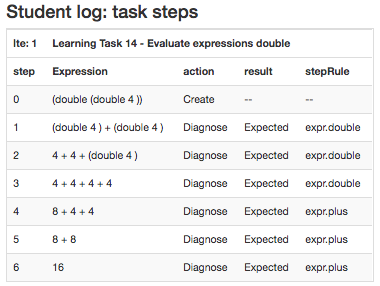 Student log: task steps
Ite: 1 Learning Task 14 - Evaluate expressions double
step Expression action result stepRule
0 (double (double 4 )) Create -- --
1 (double 4 ) + (double 4 ) Diagnose Expected expr.double
2 4 + 4 + (double 4 ) Diagnose Expected expr.double
3 4 + 4 + 4 + 4 Diagnose Expected expr.double
4 8 + 4 + 4 Diagnose Expected expr.plus
5 8 + 8 Diagnose Expected expr.plus
6 16 Diagnose Expected expr.plus